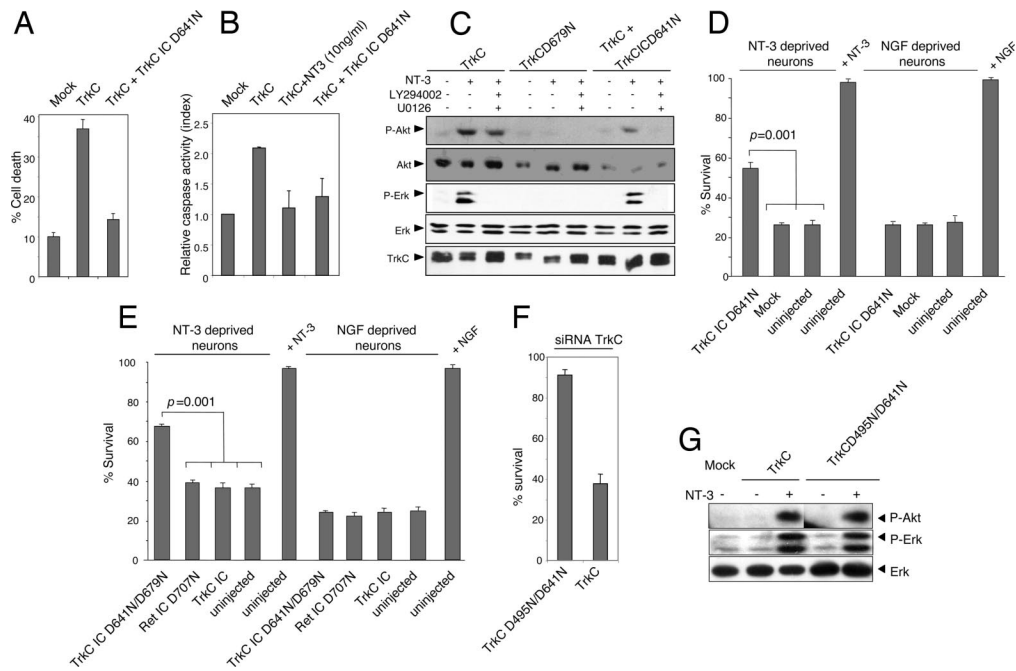 A
Mock
TrkC
TrkC + TrkC IC D641N
% Cell death
40
30
20
10
0
B
Mock
TrkC
TrkC+NT3 (10ng/ml)
TrkC + TrkC IC D641N
Relative caspase activity (index)
2.5
2.0
1.5
1.0
0.5
0
C
TrkC
TrkCD679N
TrkC +
TrkCICD641N
NT-3 - + + - + + - + +
LY294002 - - + - - + - - +
U0126 - - + - - + - - +
P-Akt
Akt
P-Erk
Erk
TrkC
D
NT-3 deprived
neurons
+ NT-3
NGF deprived
neurons
+ NGF
% Survival
100
80
60
40
20
0
p=0.001
TrkC IC D641N
Mock
uninjected
uninjected
TrkC IC D641N
Mock
uninjected
uninjected
E
NT-3 deprived
neurons
+ NT-3
NGF deprived
neurons
+ NGF
% Survival
100
80
60
40
20
0
p=0.001
TrkC IC D641N/D679N
Ret IC D707N
TrkC IC
uninjected
uninjected
TrkC IC D641N/D679N
Ret IC D707N
TrkC IC
uninjected
uninjected
F
siRNA TrkC
% survival
100
80
60
40
20
0
TrkC D495N/D641N
TrkC
G
Mock
TrkC
TrKCD495N/D641N
NT-3 - - + - +
P-Akt
P-Erk
Erk